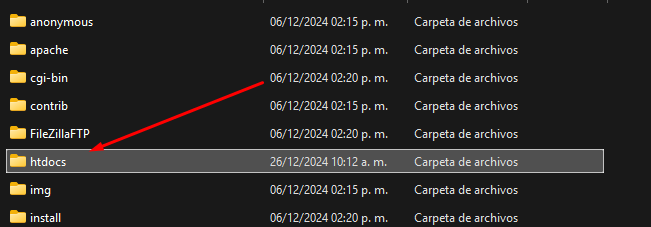 anonymous 06/12/2024 02:15 p. m. Carpeta de archivos
apache 06/12/2024 02:15 p. m. Carpeta de archivos
cgi-bin 06/12/2024 02:20 p. m. Carpeta de archivos
contrib 06/12/2024 02:15 p. m. Carpeta de archivos
FileZillaFTP 06/12/2024 02:20 p. m. Carpeta de archivos
htdocs 26/12/2024 10:12 a. m. Carpeta de archivos
img 06/12/2024 02:15 p. m. Carpeta de archivos
install 06/12/2024 02:20 p. m. Carpeta de archivos